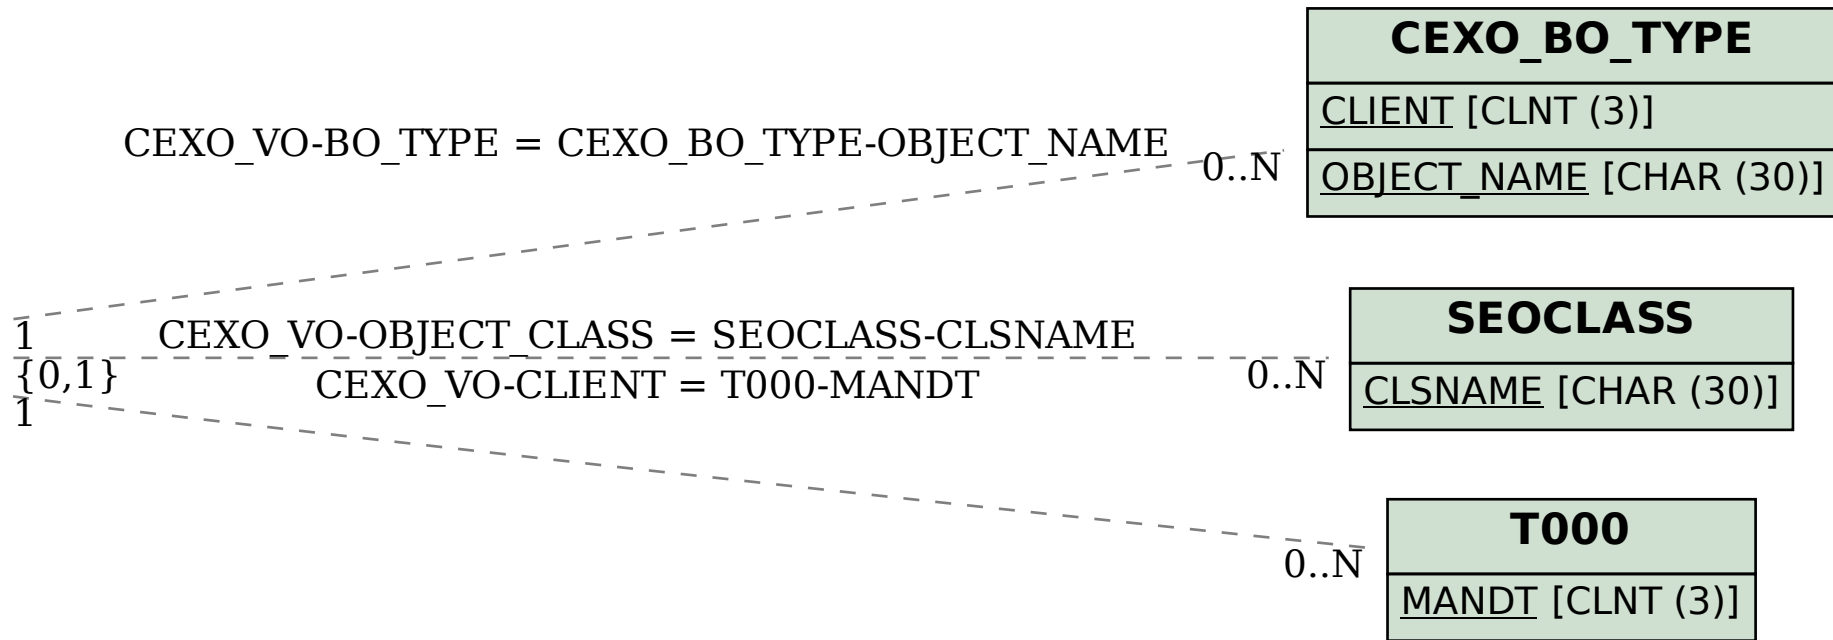 CEXO_BO_TYPE
CLIENT [CLNT (3)]
OBJECT_NAME [CHAR (30)]
CEXO_VO-BO_TYPE = CEXO_BO_TYPE-OBJECT_NAME
0..N
1
CEXO_VO-OBJECT_CLASS = SEOCLASS-CLSNAME
{0,1}
0..N
SEOCLASS
CLSNAME [CHAR (30)]
CEXO_VO-CLIENT = T000-MANDT
1
0..N
T000
MANDT [CLNT (3)]